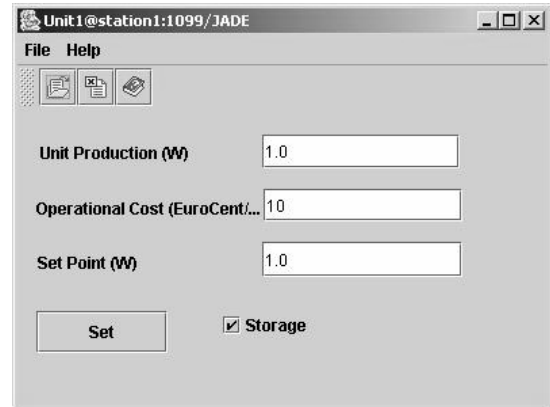 Unit1@station1:1099/JADE
File Help
Unit Production (W) 1.0
Operational Cost (EuroCent/... 10
Set Point (W) 1.0
Set Storage